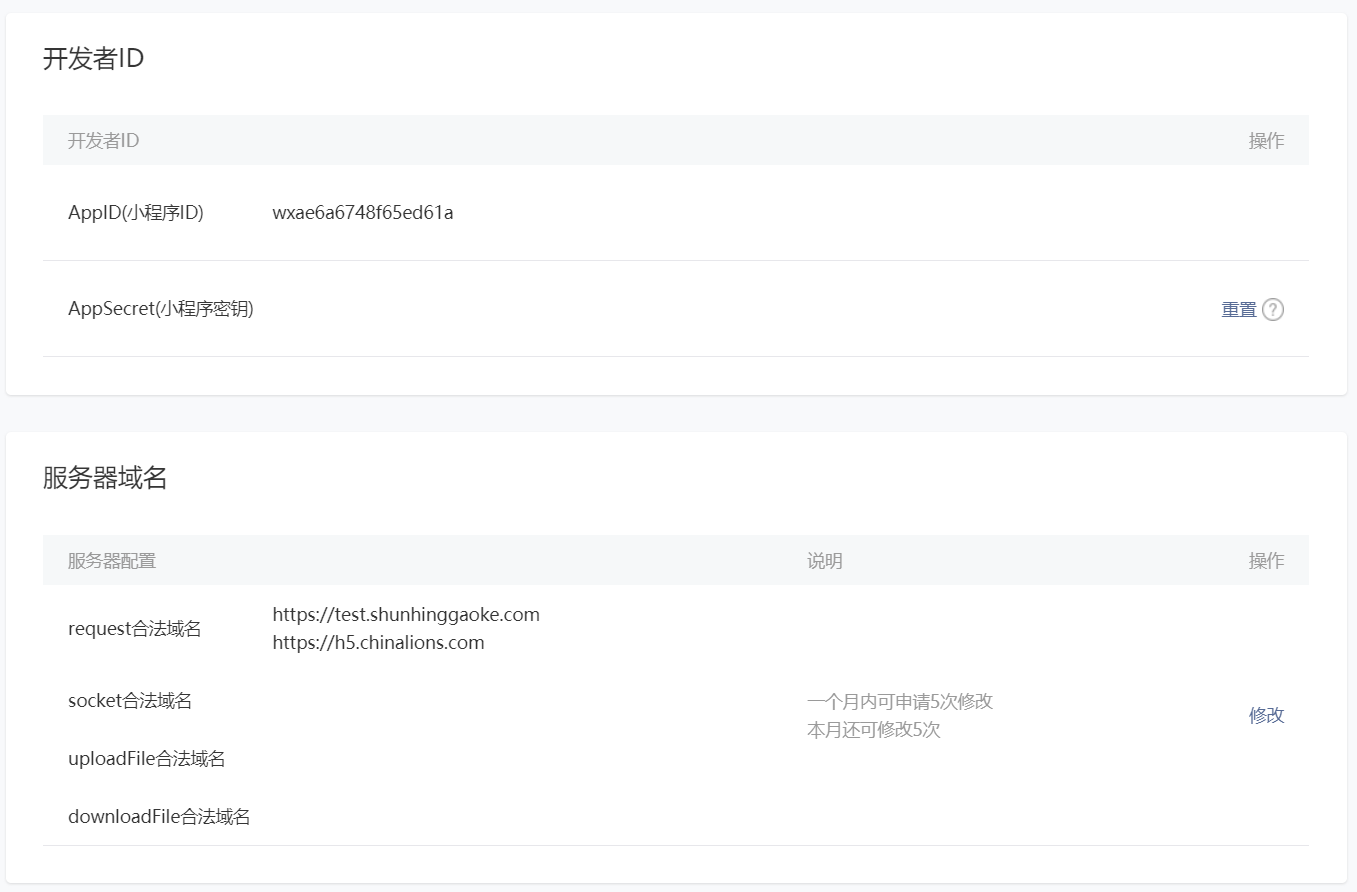 开发者ID
开发者ID 操作
AppID(小程序ID) wxae6a6748f65ed61a
AppSecret(小程序密钥) 重置 ?
服务器域名
服务器配置 说明 操作
request合法域名 https://test.shunhinggaoke.com
https://h5.chinalions.com
socket合法域名 一个月内可申请5次修改
本月还可修改5次 修改
uploadFile合法域名
downloadFile合法域名